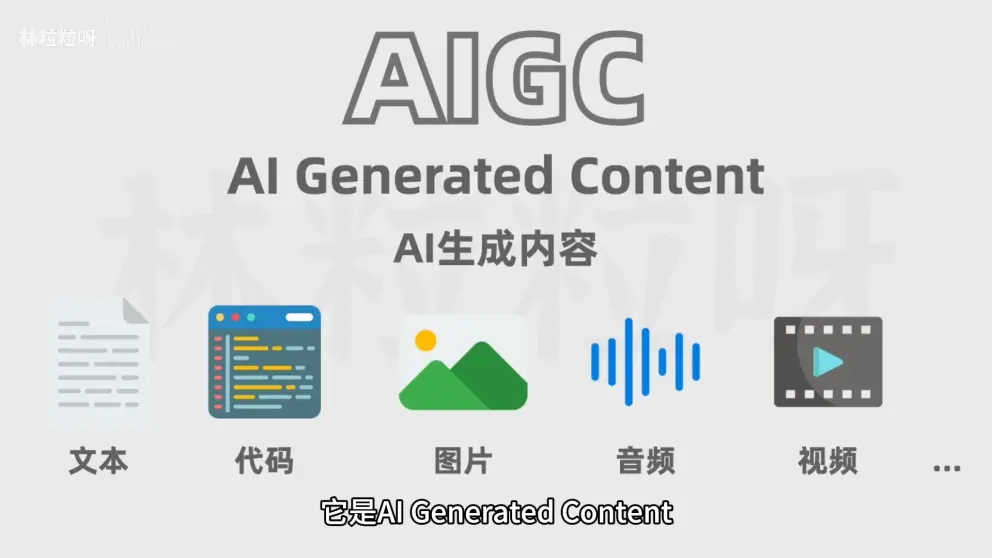 林粒粒呀
AIGC
AI Generated Content
AI生成内容
林粒粒呀
文本
代码
图片
音频
视频
...
它是AI Generated Content